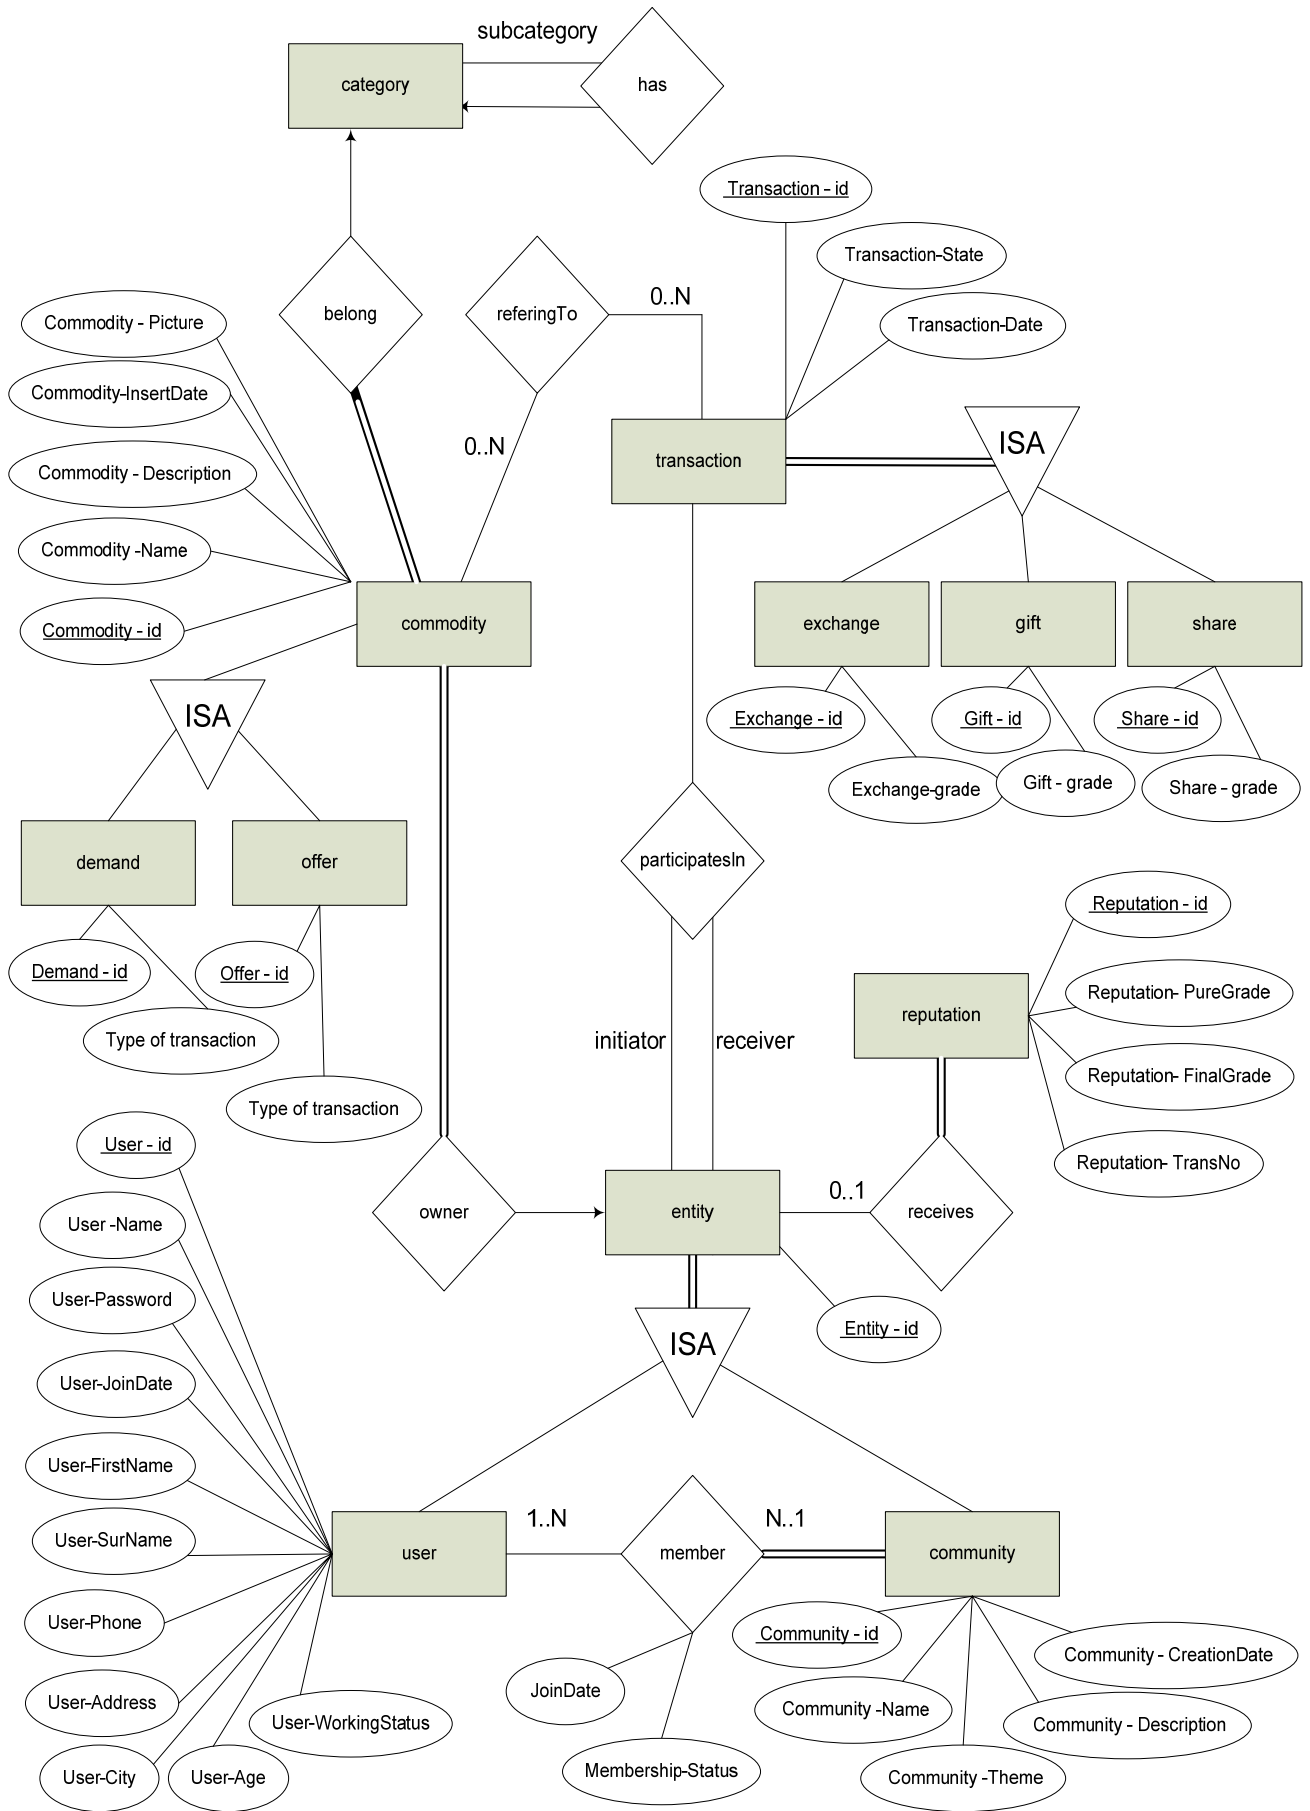 subcategory
category
has
Transaction - id
Transaction-State
0..N
Transaction-Date
belong
referingTo
Commodity - Picture
Commodity-InsertDate
ISA
0..N
transaction
Commodity - Description
Commodity -Name
Commodity - id
commodity
exchange
gift
share
ISA
Exchange - id
Gift - id
Share - id
Exchange-grade
Gift - grade
Share - grade
demand
offer
participatesIn
Reputation - id
Demand - id
Offer - id
Reputation- PureGrade
reputation
Type of transaction
initiator
receiver
Reputation- FinalGrade
Type of transaction
User - id
Reputation- TransNo
0..1
User -Name
owner
entity
receives
User-Password
Entity - id
ISA
User-JoinDate
User-FirstName
1..N
N..1
User-SurName
user
member
community
User-Phone
Community - id
Community - CreationDate
JoinDate
User-Address
User-WorkingStatus
Community -Name
Community - Description
User-City
User-Age
Membership-Status
Community -Theme